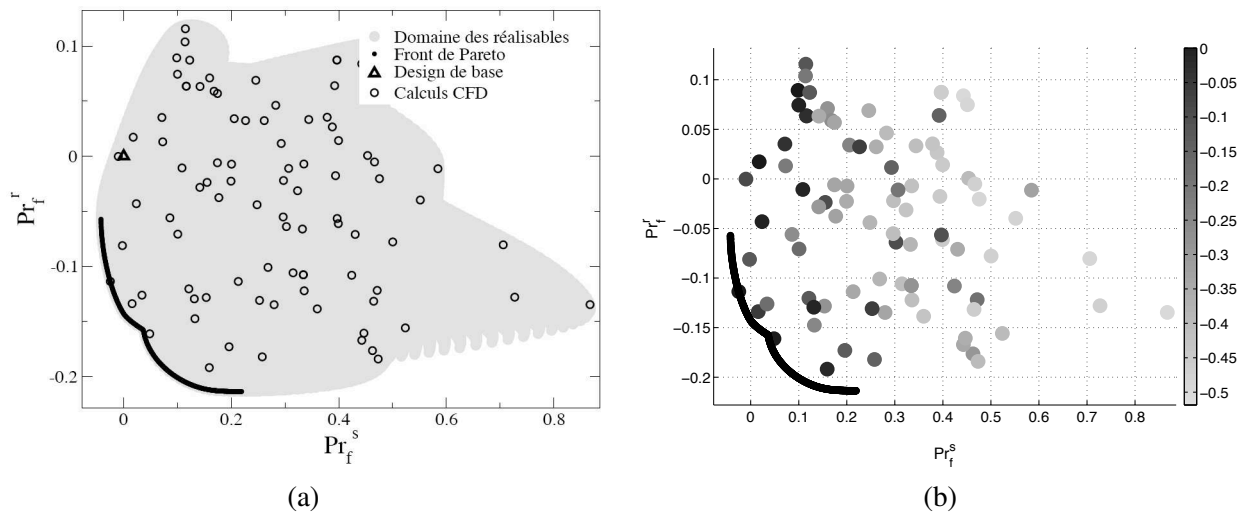 Domaine des réalisables
Front de Pareto
Design de base
Calculs CFD
0.1
0
-0.1
-0.2
Pr_f^r
0 0.2 0.4 0.6 0.8
Pr_f^s
(a)
0.1
0.05
0
−0.05
−0.1
−0.15
−0.2
Pr_f^r
0 0.1 0.2 0.3 0.4 0.5 0.6 0.7 0.8
Pr_f^s
0
−0.05
−0.1
−0.15
−0.2
−0.25
−0.3
−0.35
−0.4
−0.45
−0.5
(b)